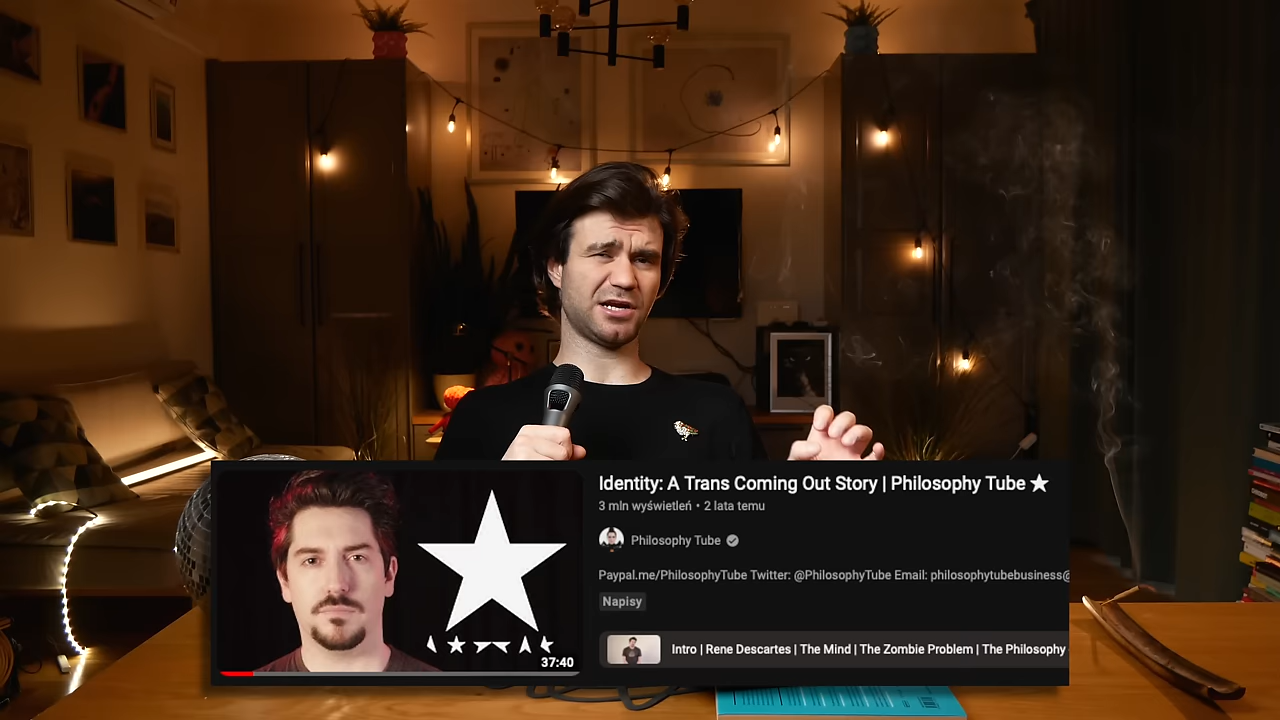 Identity: A Trans Coming Out Story | Philosophy Tube ★
3 mln wyświetleń • 2 lata temu
Philosophy Tube
Paypal.me/PhilosophyTube Twitter: @PhilosophyTube Email: philosophytubebusiness@
Napisy
37:40
Intro | Rene Descartes | The Mind | The Zombie Problem | The Philosophy